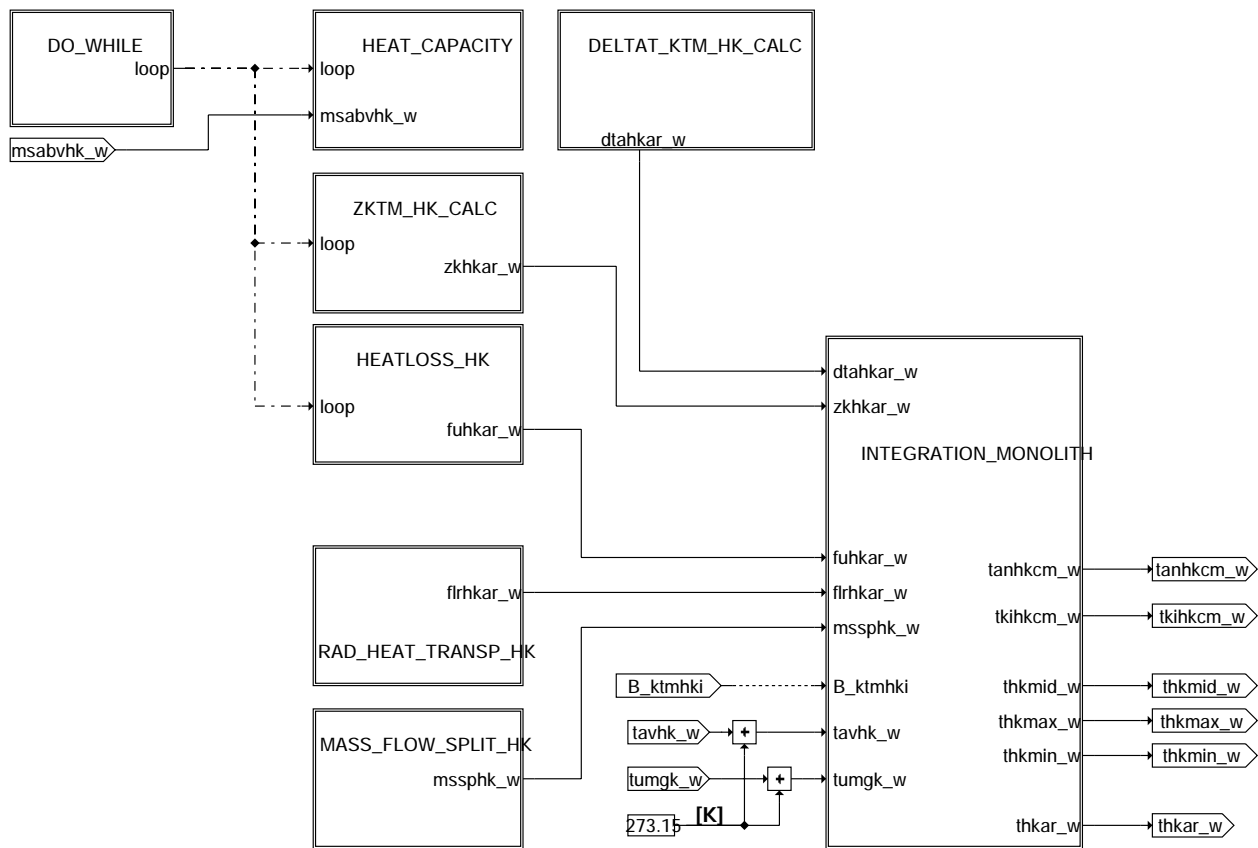 DO_WHILE
loop
msabvhk_w
HEAT_CAPACITY
loop
msabvhk_w
DELTAT_KTM_HK_CALC
dtahkar_w
ZKTM_HK_CALC
loop
zkhkar_w
HEATLOSS_HK
loop
fuhkar_w
flrhkar_w
RAD_HEAT_TRANSP_HK
MASS_FLOW_SPLIT_HK
mssphk_w
B_ktmhki
tavhk_w
+
tumgk_w
+
273.15
[K]
dtahkar_w
zkhkar_w
INTEGRATION_MONOLITH
fuhkar_w
flrhkar_w
mssphk_w
B_ktmhki
tavhk_w
tumgk_w
tanhkcm_w
tkihkcm_w
thkmid_w
thkmax_w
thkmin_w
thkar_w
tanhkcm_w
tkihkcm_w
thkmid_w
thkmax_w
thkmin_w
thkar_w